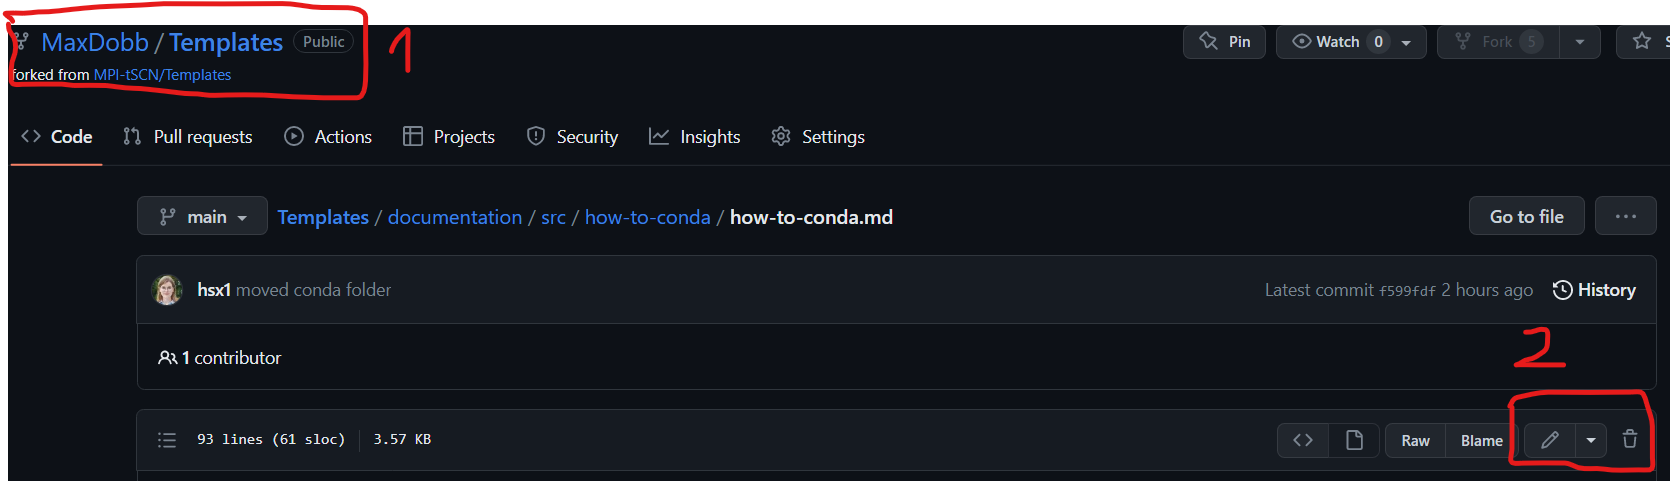 MaxDobb / Templates Public 1 Pin Watch 0 Fork 5
forked from MPI-tSCN/Templates
Code Pull requests Actions Projects Security Insights Settings
main Templates / documentation / src / how-to-conda / how-to-conda.md Go to file ...
hsx1 moved conda folder Latest commit f599fdf 2 hours ago History
2
1 contributor
93 lines (61 sloc) 3.57 KB Raw Blame